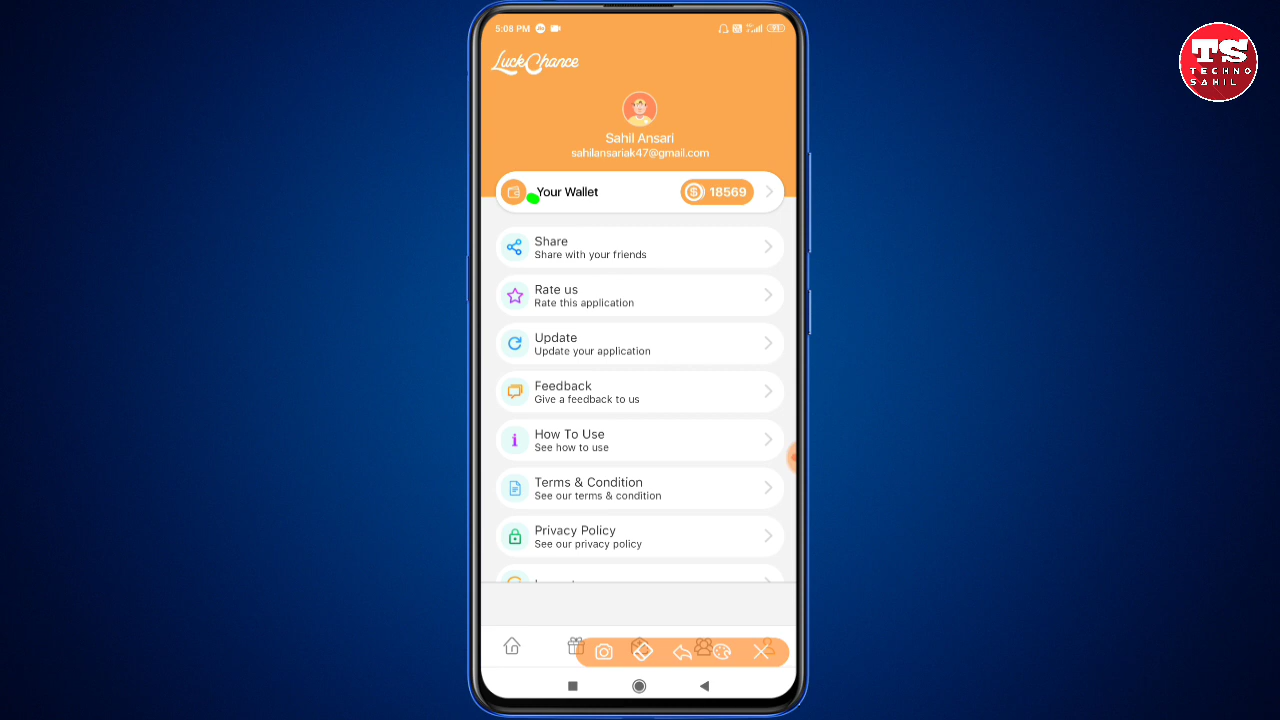 5:08 PM
TS
TECHNO
SAHIL
LuckChance
Sahil Ansari
sahilansariak47@gmail.com
Your Wallet
18569
Share
Share with your friends
Rate us
Rate this application
Update
Update your application
Feedback
Give a feedback to us
How To Use
See how to use
Terms & Condition
See our terms & condition
Privacy Policy
See our privacy policy